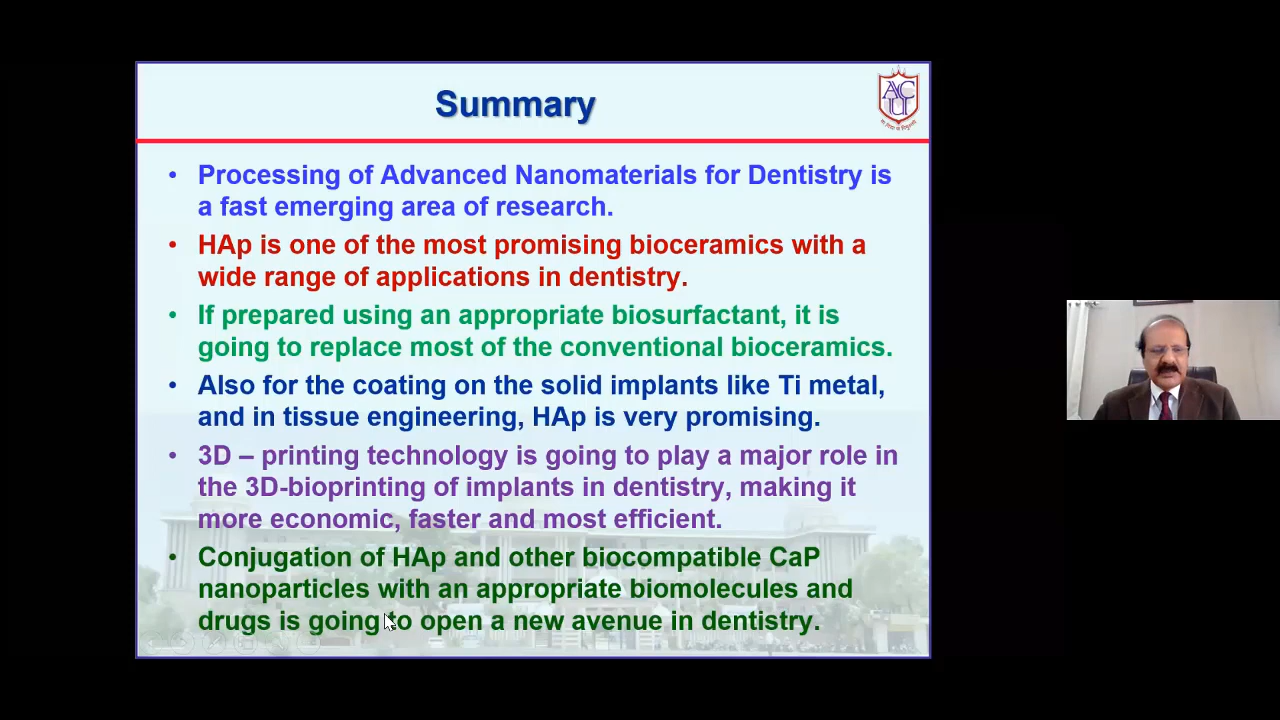 Summary
ACU
• Processing of Advanced Nanomaterials for Dentistry is
a fast emerging area of research.
• HAp is one of the most promising bioceramics with a
wide range of applications in dentistry.
• If prepared using an appropriate biosurfactant, it is
going to replace most of the conventional bioceramics.
• Also for the coating on the solid implants like Ti metal,
and in tissue engineering, HAp is very promising.
• 3D – printing technology is going to play a major role in
the 3D-bioprinting of implants in dentistry, making it
more economic, faster and most efficient.
• Conjugation of HAp and other biocompatible CaP
nanoparticles with an appropriate biomolecules and
drugs is going to open a new avenue in dentistry.